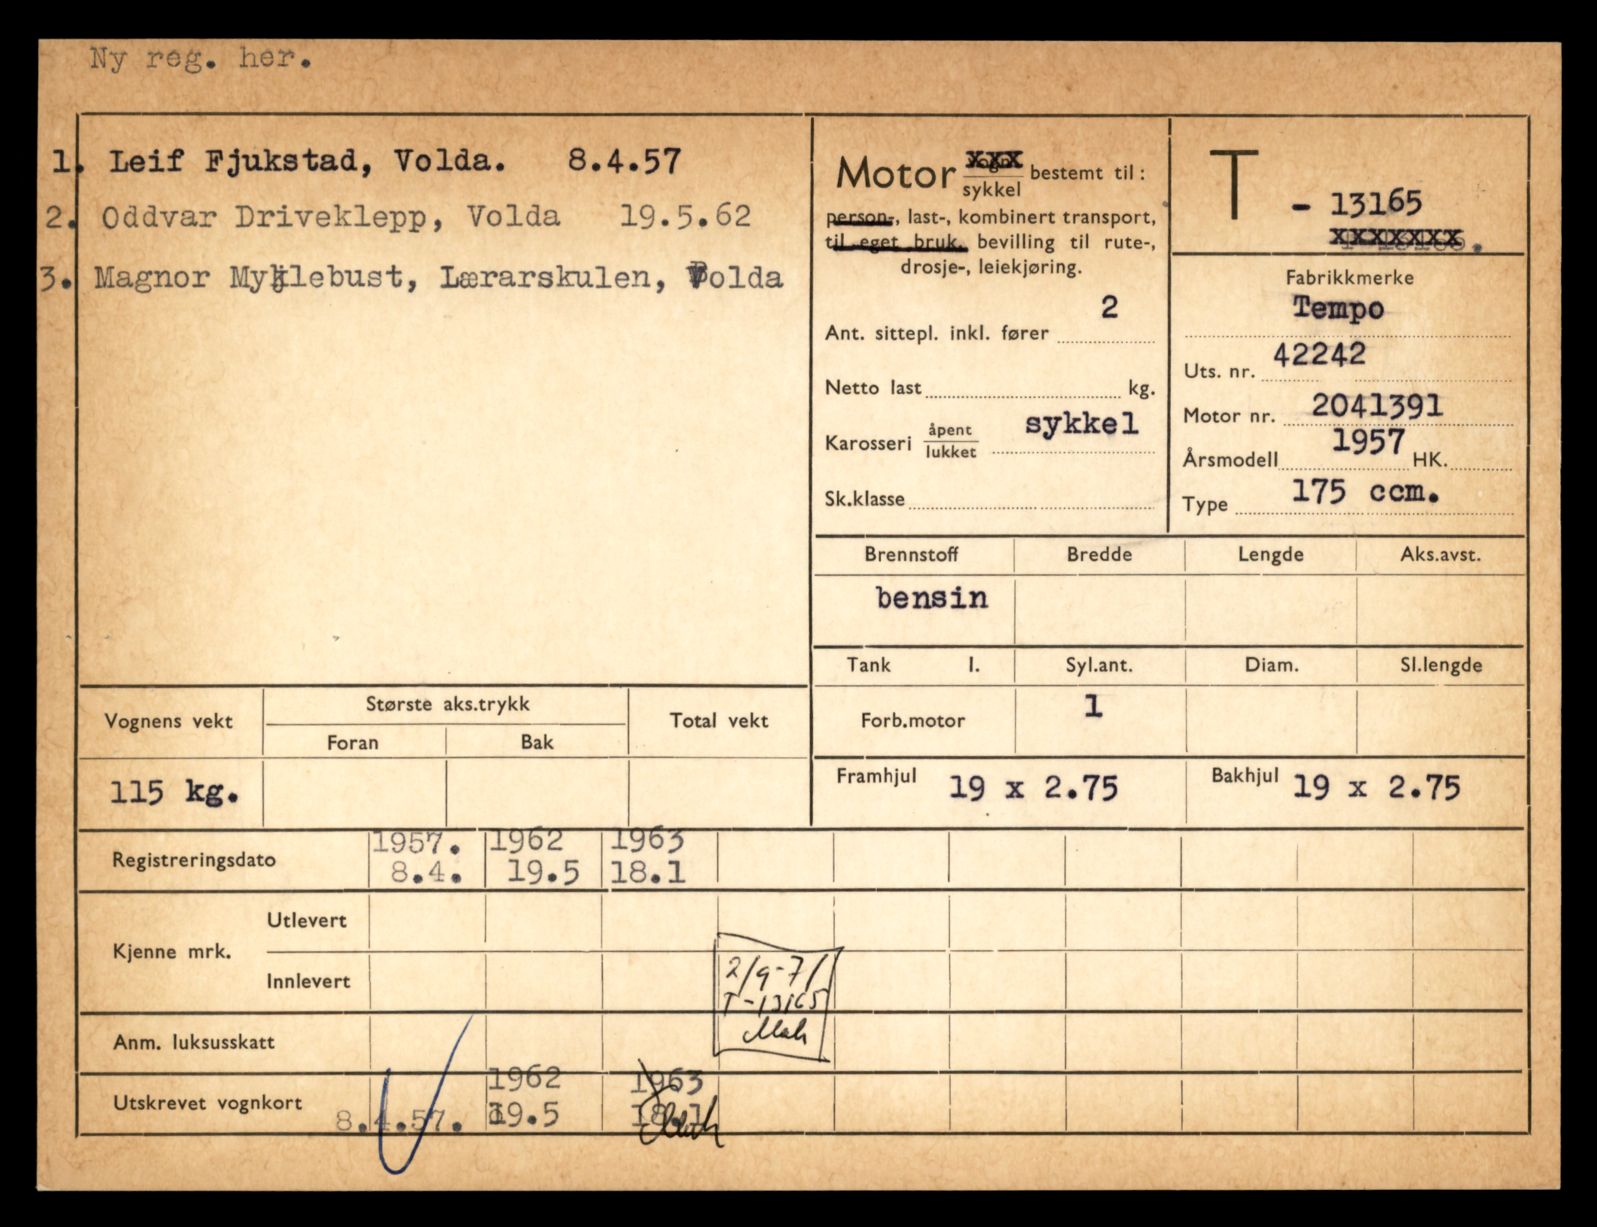 Ny reg. her.
1. Leif Fjukstad, Volda. 8.4.57
2. Oddvar Driveklepp, Volda 19.5.62
3. Magnor Myklebust, Lærarskulen, Volda
Motor vogn/sykkel bestemt til:
person-, last-, kombinert transport,
til eget bruk, bevilling til rute-,
drosje-, leiekjøring.
Ant. sittepl. inkl. fører 2
Netto last kg.
Karosseri åpent/lukket sykkel
Sk.klasse
T - 13165
xxxxxxx.
Fabrikkmerke
Tempo
Uts. nr. 42242
Motor nr. 2041391
Årsmodell 1957 HK.
Type 175 ccm.
Brennstoff Bredde Lengde Aks.avst.
bensin
Tank l. Syl.ant. Diam. Sl.lengde
Forb.motor 1
Framhjul 19 x 2.75 Bakhjul 19 x 2.75
Vognens vekt Største aks.trykk Total vekt
Foran Bak
115 kg.
Registreringsdato 1957. 1962 1963
8.4. 19.5 18.1
Kjenne mrk. Utlevert
Innlevert
2/9-71
T-13165
Anm. luksusskatt
Utskrevet vognkort 1962 1963
8.4.57. 19.5 18.1